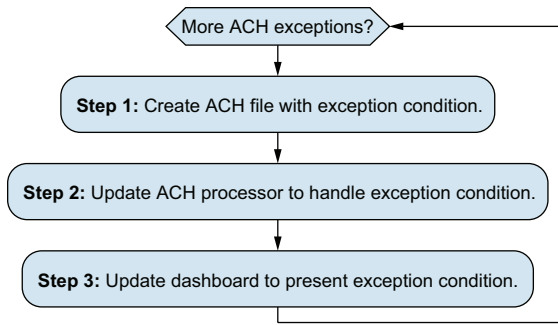 More ACH exceptions?
Step 1: Create ACH file with exception condition.
Step 2: Update ACH processor to handle exception condition.
Step 3: Update dashboard to present exception condition.